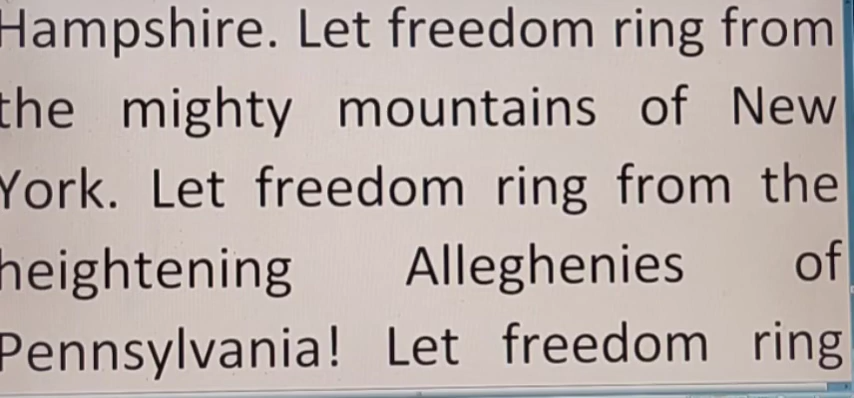 Hampshire. Let freedom ring from
the mighty mountains of New
York. Let freedom ring from the
heightening Alleghenies of
Pennsylvania! Let freedom ring